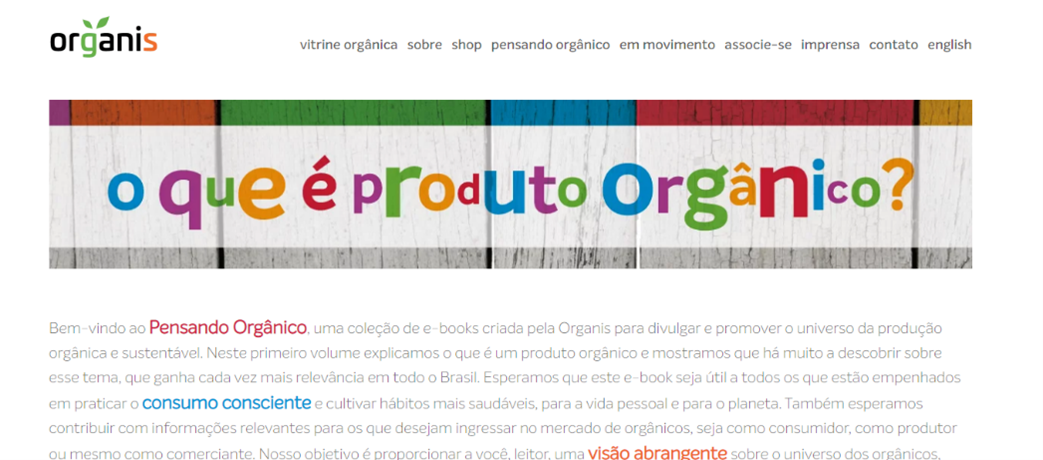 organis
vitrine orgânica sobre shop pensando orgânico em movimento associe-se imprensa contato english
o que é produto orgânico?
Bem-vindo ao Pensando Orgânico, uma coleção de e-books criada pela Organis para divulgar e promover o universo da produção
orgânica e sustentável. Neste primeiro volume explicamos o que é um produto orgânico e mostramos que há muito a descobrir sobre
esse tema, que ganha cada vez mais relevância em todo o Brasil. Esperamos que este e-book seja útil a todos os que estão empenhados
em praticar o consumo consciente e cultivar hábitos mais saudáveis, para a vida pessoal e para o planeta. Também esperamos
contribuir com informações relevantes para os que desejam ingressar no mercado de orgânicos, seja como consumidor, como produtor
ou mesmo como comerciante. Nosso objetivo é proporcionar a você, leitor, uma visão abrangente sobre o universo dos orgânicos,